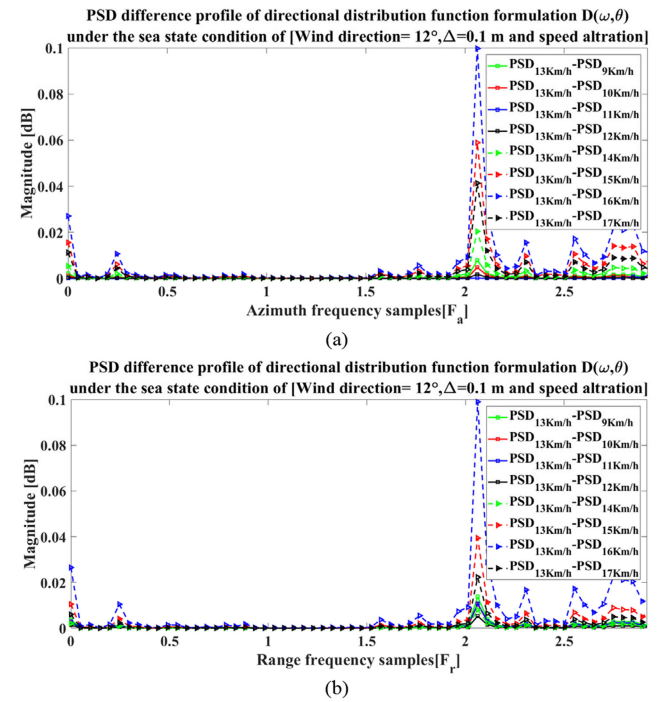 PSD difference profile of directional distribution function formulation D(ω,θ)
under the sea state condition of [Wind direction= 12°,Δ=0.1 m and speed altration]
0.1
0.08
0.06
0.04
0.02
0
Magnitude [dB]
PSD13Km/h-PSD9Km/h
PSD13Km/h-PSD10Km/h
PSD13Km/h-PSD11Km/h
PSD13Km/h-PSD12Km/h
PSD13Km/h-PSD14Km/h
PSD13Km/h-PSD15Km/h
PSD13Km/h-PSD16Km/h
PSD13Km/h-PSD17Km/h
0 0.5 1 1.5 2 2.5
Azimuth frequency samples[Fa]
(a)
PSD difference profile of directional distribution function formulation D(ω,θ)
under the sea state condition of [Wind direction= 12°,Δ=0.1 m and speed altration]
0.1
0.08
0.06
0.04
0.02
0
Magnitude [dB]
PSD13Km/h-PSD9Km/h
PSD13Km/h-PSD10Km/h
PSD13Km/h-PSD11Km/h
PSD13Km/h-PSD12Km/h
PSD13Km/h-PSD14Km/h
PSD13Km/h-PSD15Km/h
PSD13Km/h-PSD16Km/h
PSD13Km/h-PSD17Km/h
0 0.5 1 1.5 2 2.5
Range frequency samples[Fr]
(b)